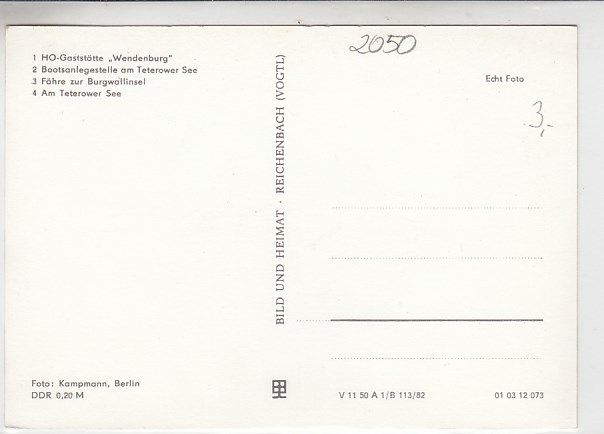 1 HO-Gaststätte „Wendenburg"
2 Bootsanlegestelle am Teterower See
3 Fähre zur Burgwallinsel
4 Am Teterower See
2050
Echt Foto
3,-
BILD UND HEIMAT · REICHENBACH (VOGTL)
Foto: Kampmann, Berlin
DDR 0,20 M
V 11 50 A 1/B 113/82
01 03 12 073